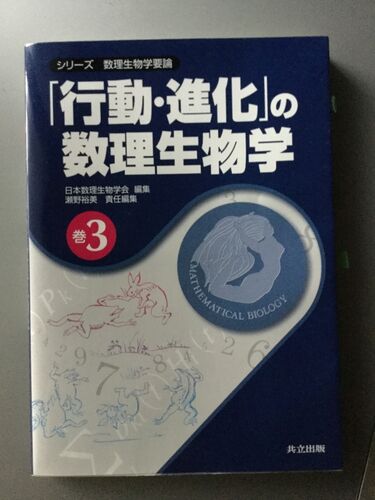 シリーズ 数理生物学要論
「行動・進化」の
数理生物学
日本数理生物学会 編集
瀬野裕美 責任編集
巻3
MATHEMATICAL BIOLOGY
共立出版